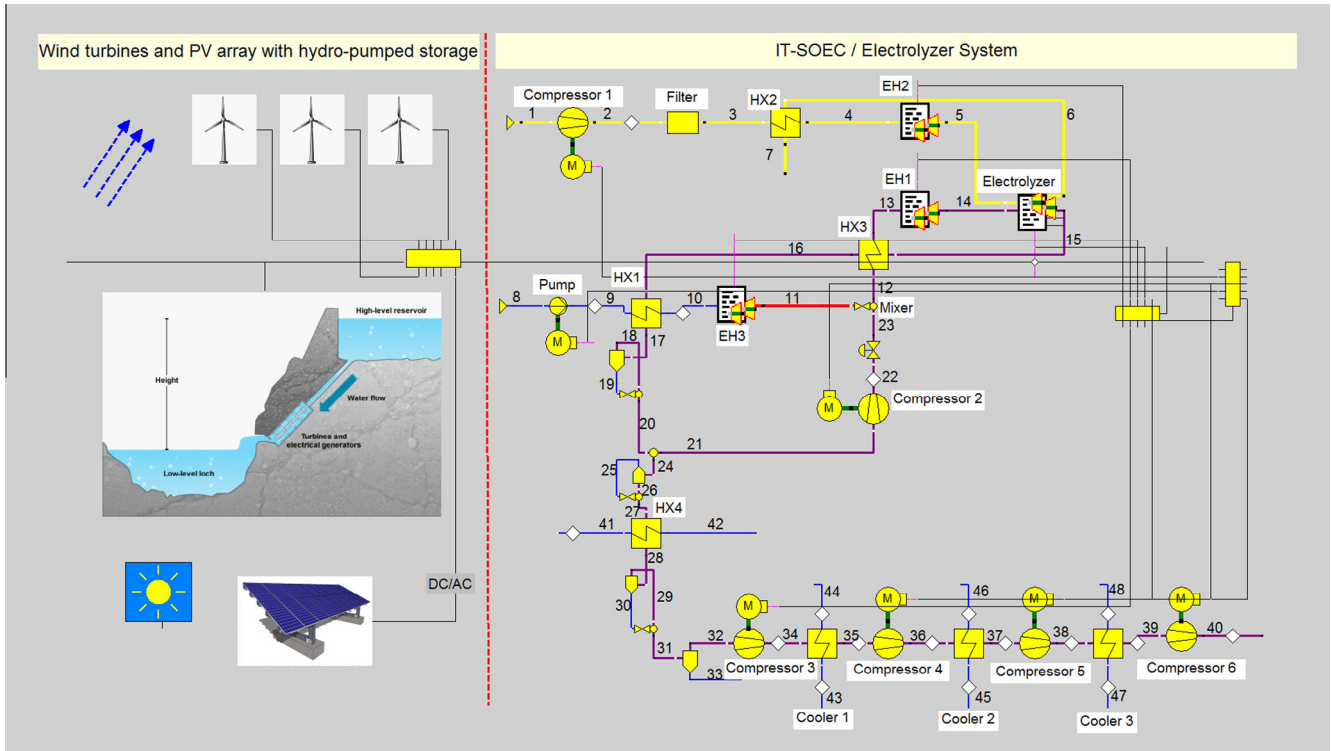 Wind turbines and PV array with hydro-pumped storage
IT-SOEC / Electrolyzer System
EH2
Compressor 1
Filter
HX2
1
2
3
4
5
6
7
M
EH1
Electrolyzer
13
14
HX3
15
16
HX1
Pump
12
8
9
10
11
Mixer
17
EH3
23
M
18
19
22
M
Compressor 2
High-level reservoir
Height
Water flow
Turbines and
electrical generators
Low-level loch
20
21
24
25
26
27
HX4
41
42
28
DC/AC
29
30
44
46
48
M
M
M
M
31
32
34
35
36
37
38
39
40
Compressor 3
Compressor 4
Compressor 5
Compressor 6
33
43
45
47
Cooler 1
Cooler 2
Cooler 3